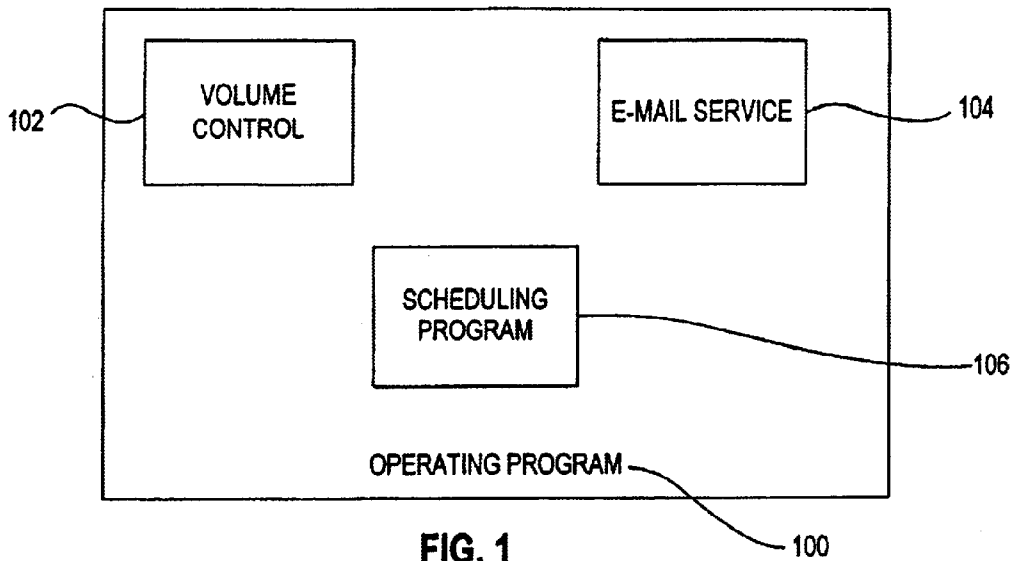 VOLUME
CONTROL
E-MAIL SERVICE
102
104
SCHEDULING
PROGRAM
106
OPERATING PROGRAM
100
FIG. 1